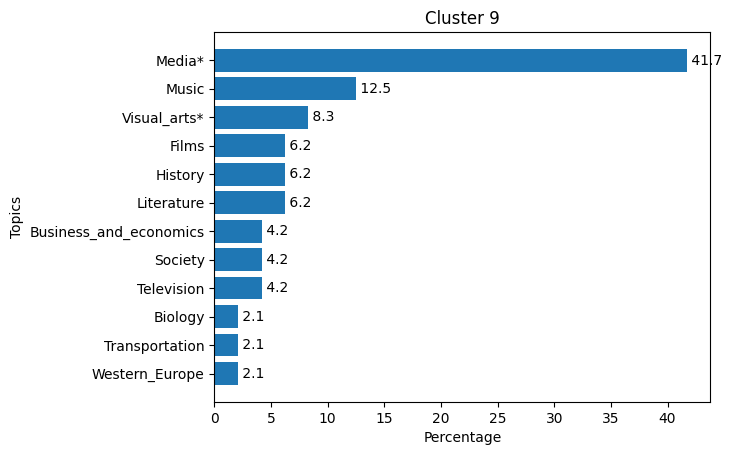 Cluster 9
Media* 41.7
Music 12.5
Visual_arts* 8.3
Films 6.2
History 6.2
Literature 6.2
Business_and_economics 4.2
Society 4.2
Television 4.2
Biology 2.1
Transportation 2.1
Western_Europe 2.1
Topics
0 5 10 15 20 25 30 35 40
Percentage